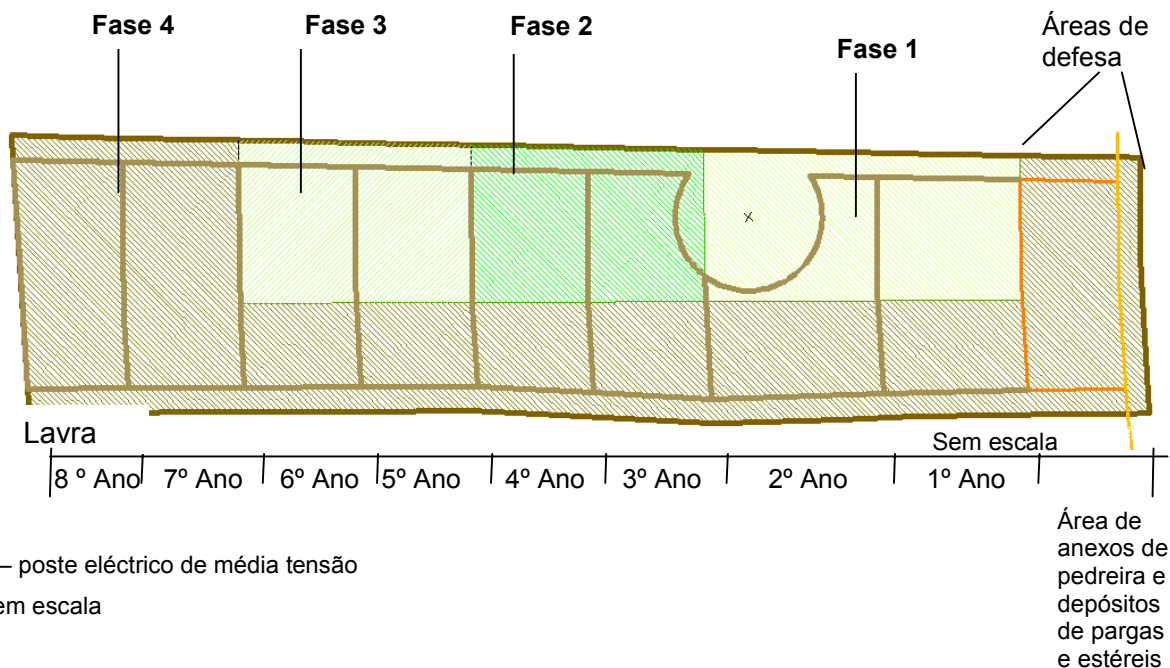 Fase 4
Fase 3
Fase 2
Fase 1
Áreas de
defesa
x
Lavra
Sem escala
8 º Ano
7º Ano
6º Ano
5º Ano
4º Ano
3º Ano
2º Ano
1º Ano
– poste eléctrico de média tensão
em escala
Área de
anexos de
pedreira e
depósitos
de pargas
e estéreis